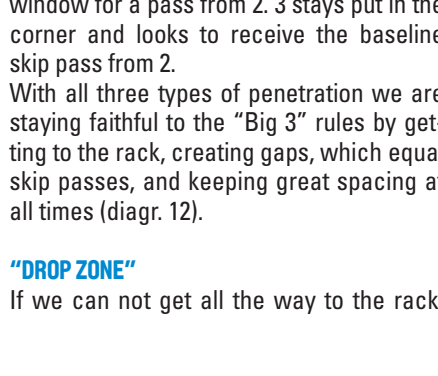 window for a pass from 2. 3 stays put in the
corner and looks to receive the baseline
skip pass from 2.
With all three types of penetration we are
staying faithful to the “Big 3” rules by get-
ting to the rack, creating gaps, which equal
skip passes, and keeping great spacing at
all times (diagr. 12).
“DROP ZONE”
If we can not get all the way to the rack